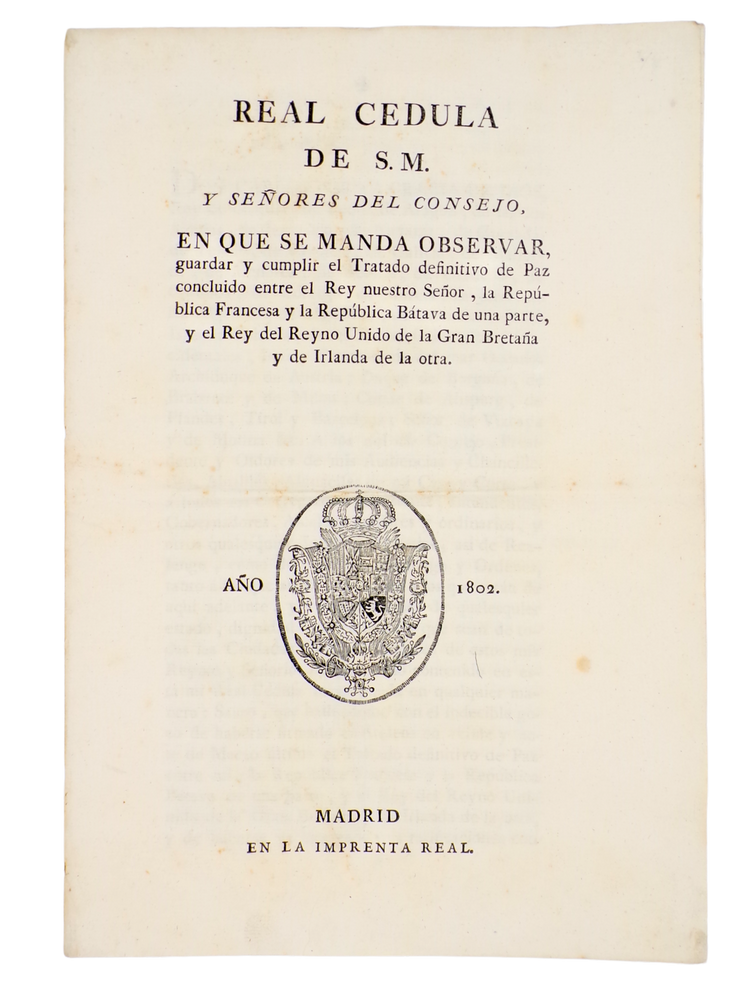 REAL CEDULA
DE S. M.
Y SEÑORES DEL CONSEJO,
EN QUE SE MANDA OBSERVAR,
guardar y cumplir el Tratado definitivo de Paz
concluido entre el Rey nuestro Señor , la Repú-
blica Francesa y la República Bátava de una parte,
y el Rey del Reyno Unido de la Gran Bretaña
y de Irlanda de la otra.
AÑO 1802.
MADRID
EN LA IMPRENTA REAL.